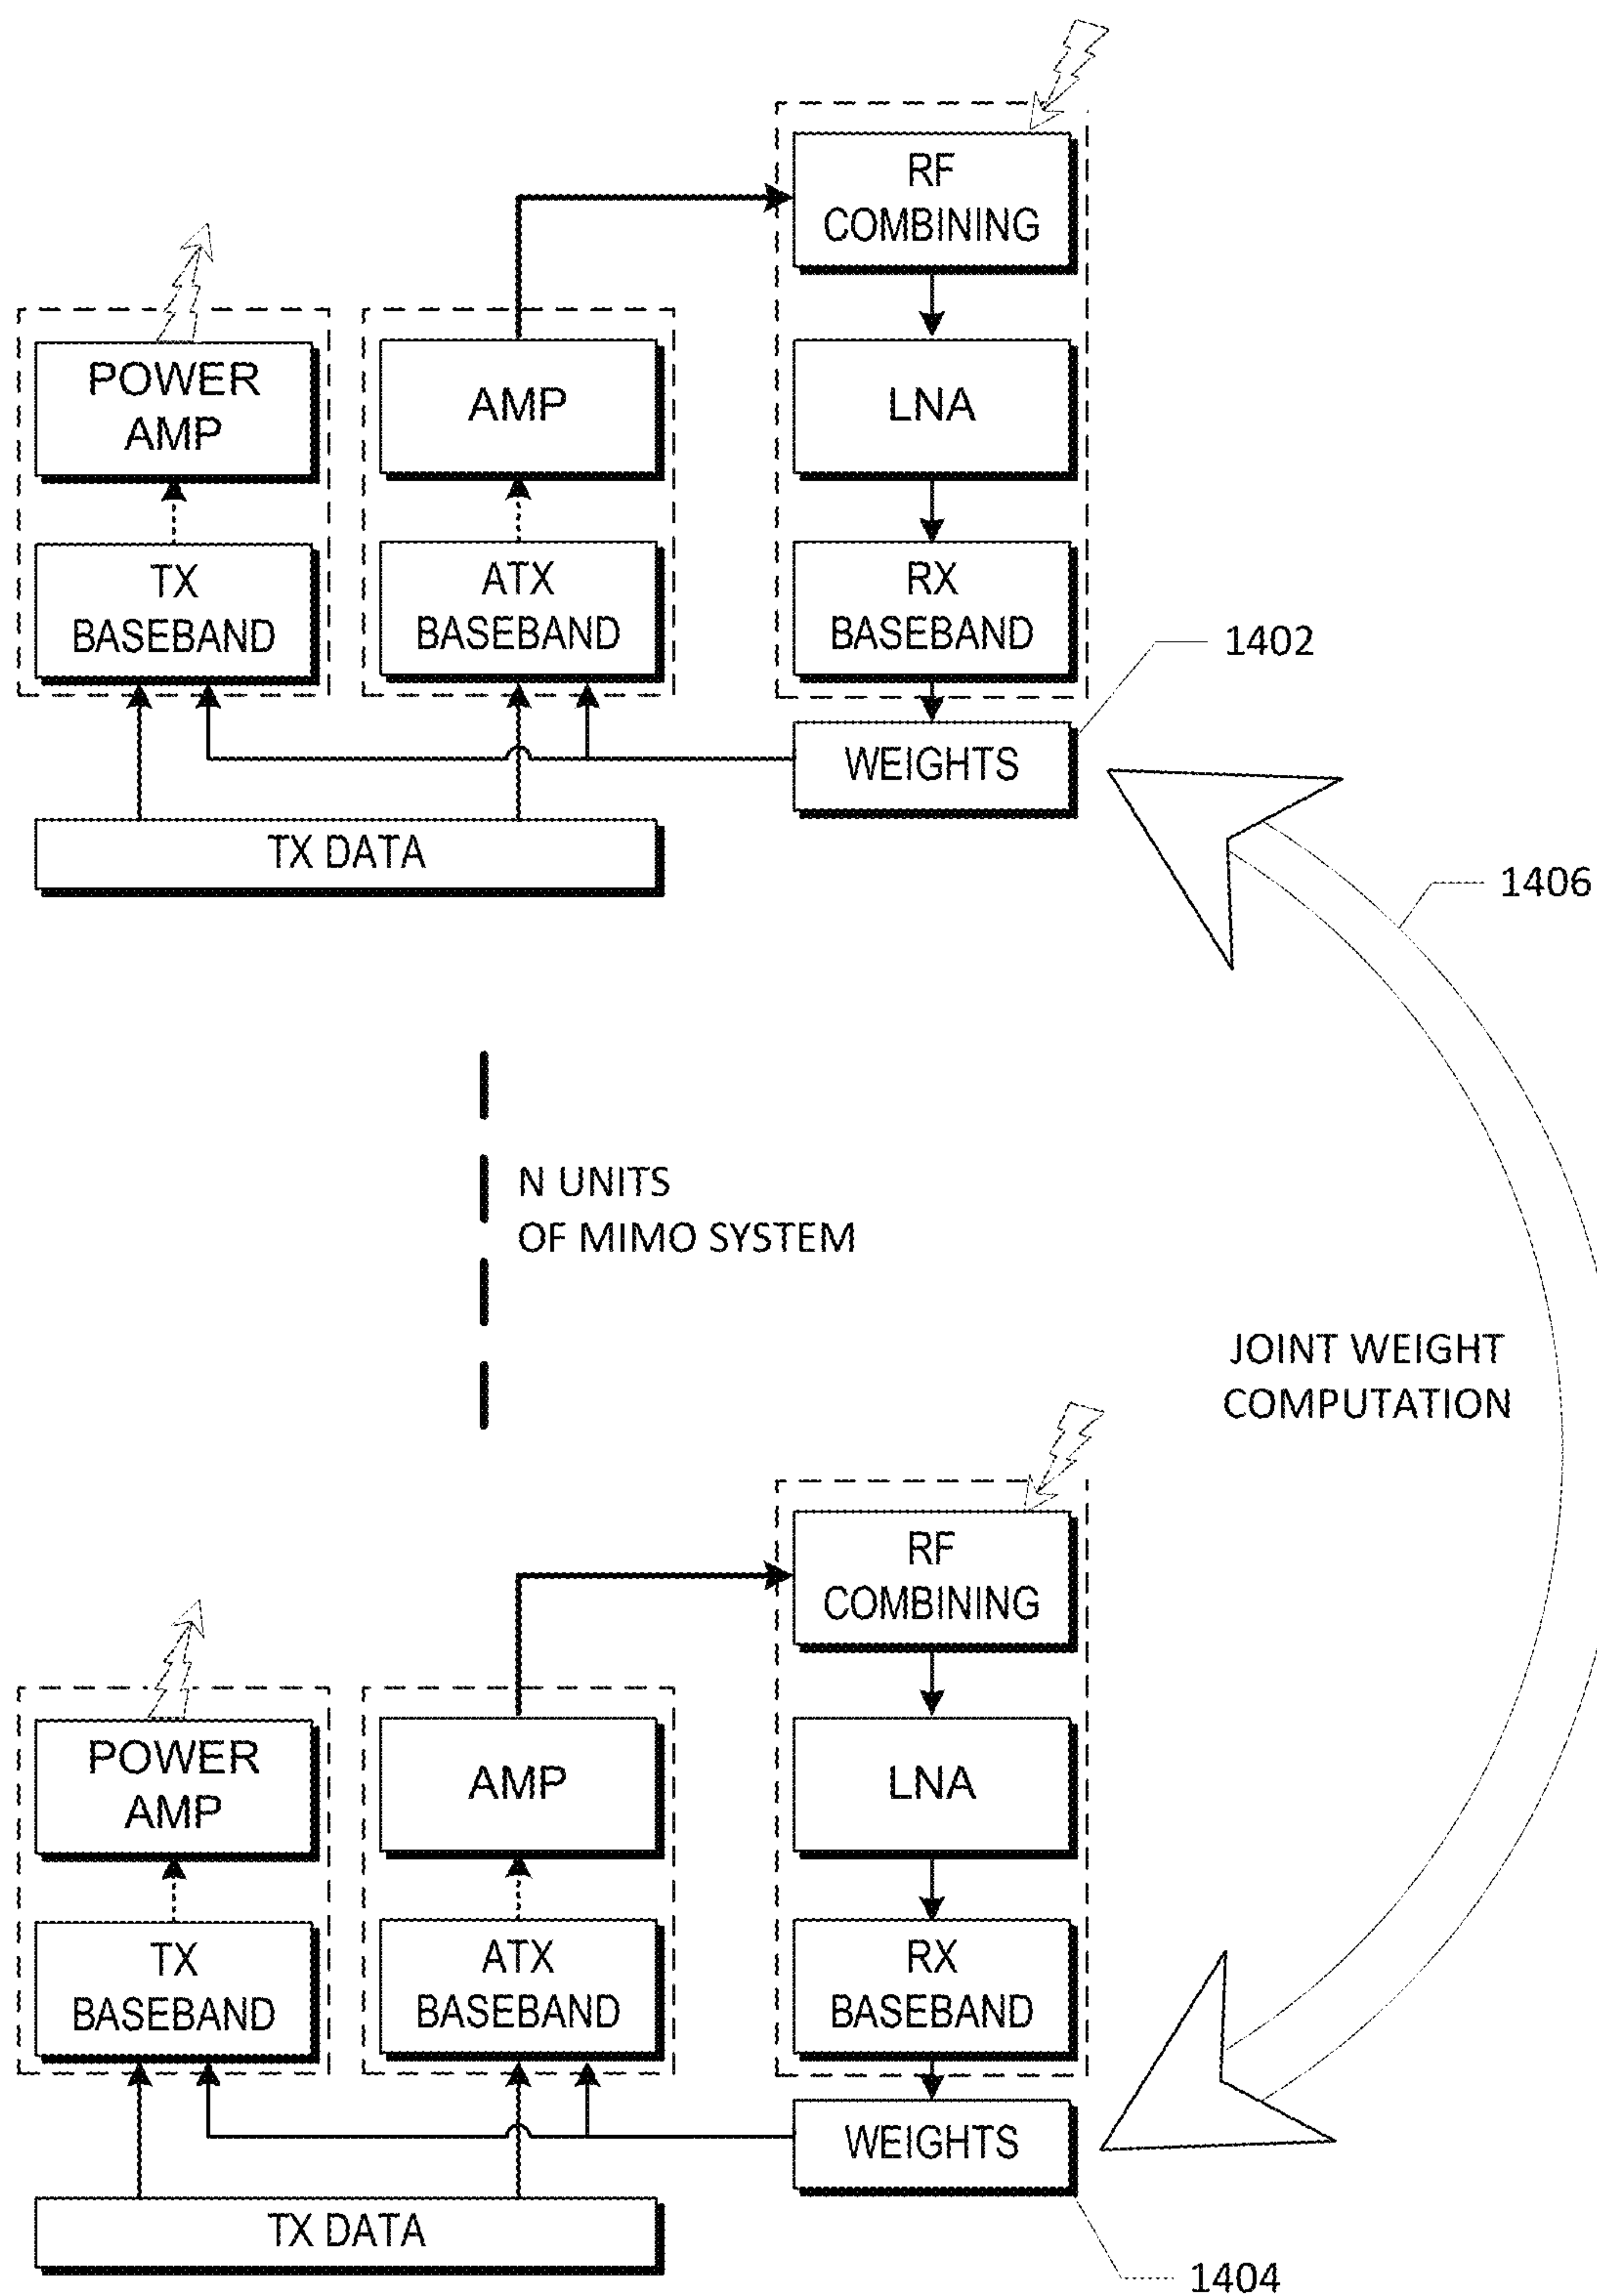 RF
COMBINING
POWER
AMP
AMP
LNA
TX
BASEBAND
ATX
BASEBAND
RX
BASEBAND
1402
WEIGHTS
TX DATA
1406
N UNITS
OF MIMO SYSTEM
JOINT WEIGHT
COMPUTATION
RF
COMBINING
POWER
AMP
AMP
LNA
TX
BASEBAND
ATX
BASEBAND
RX
BASEBAND
WEIGHTS
TX DATA
1404